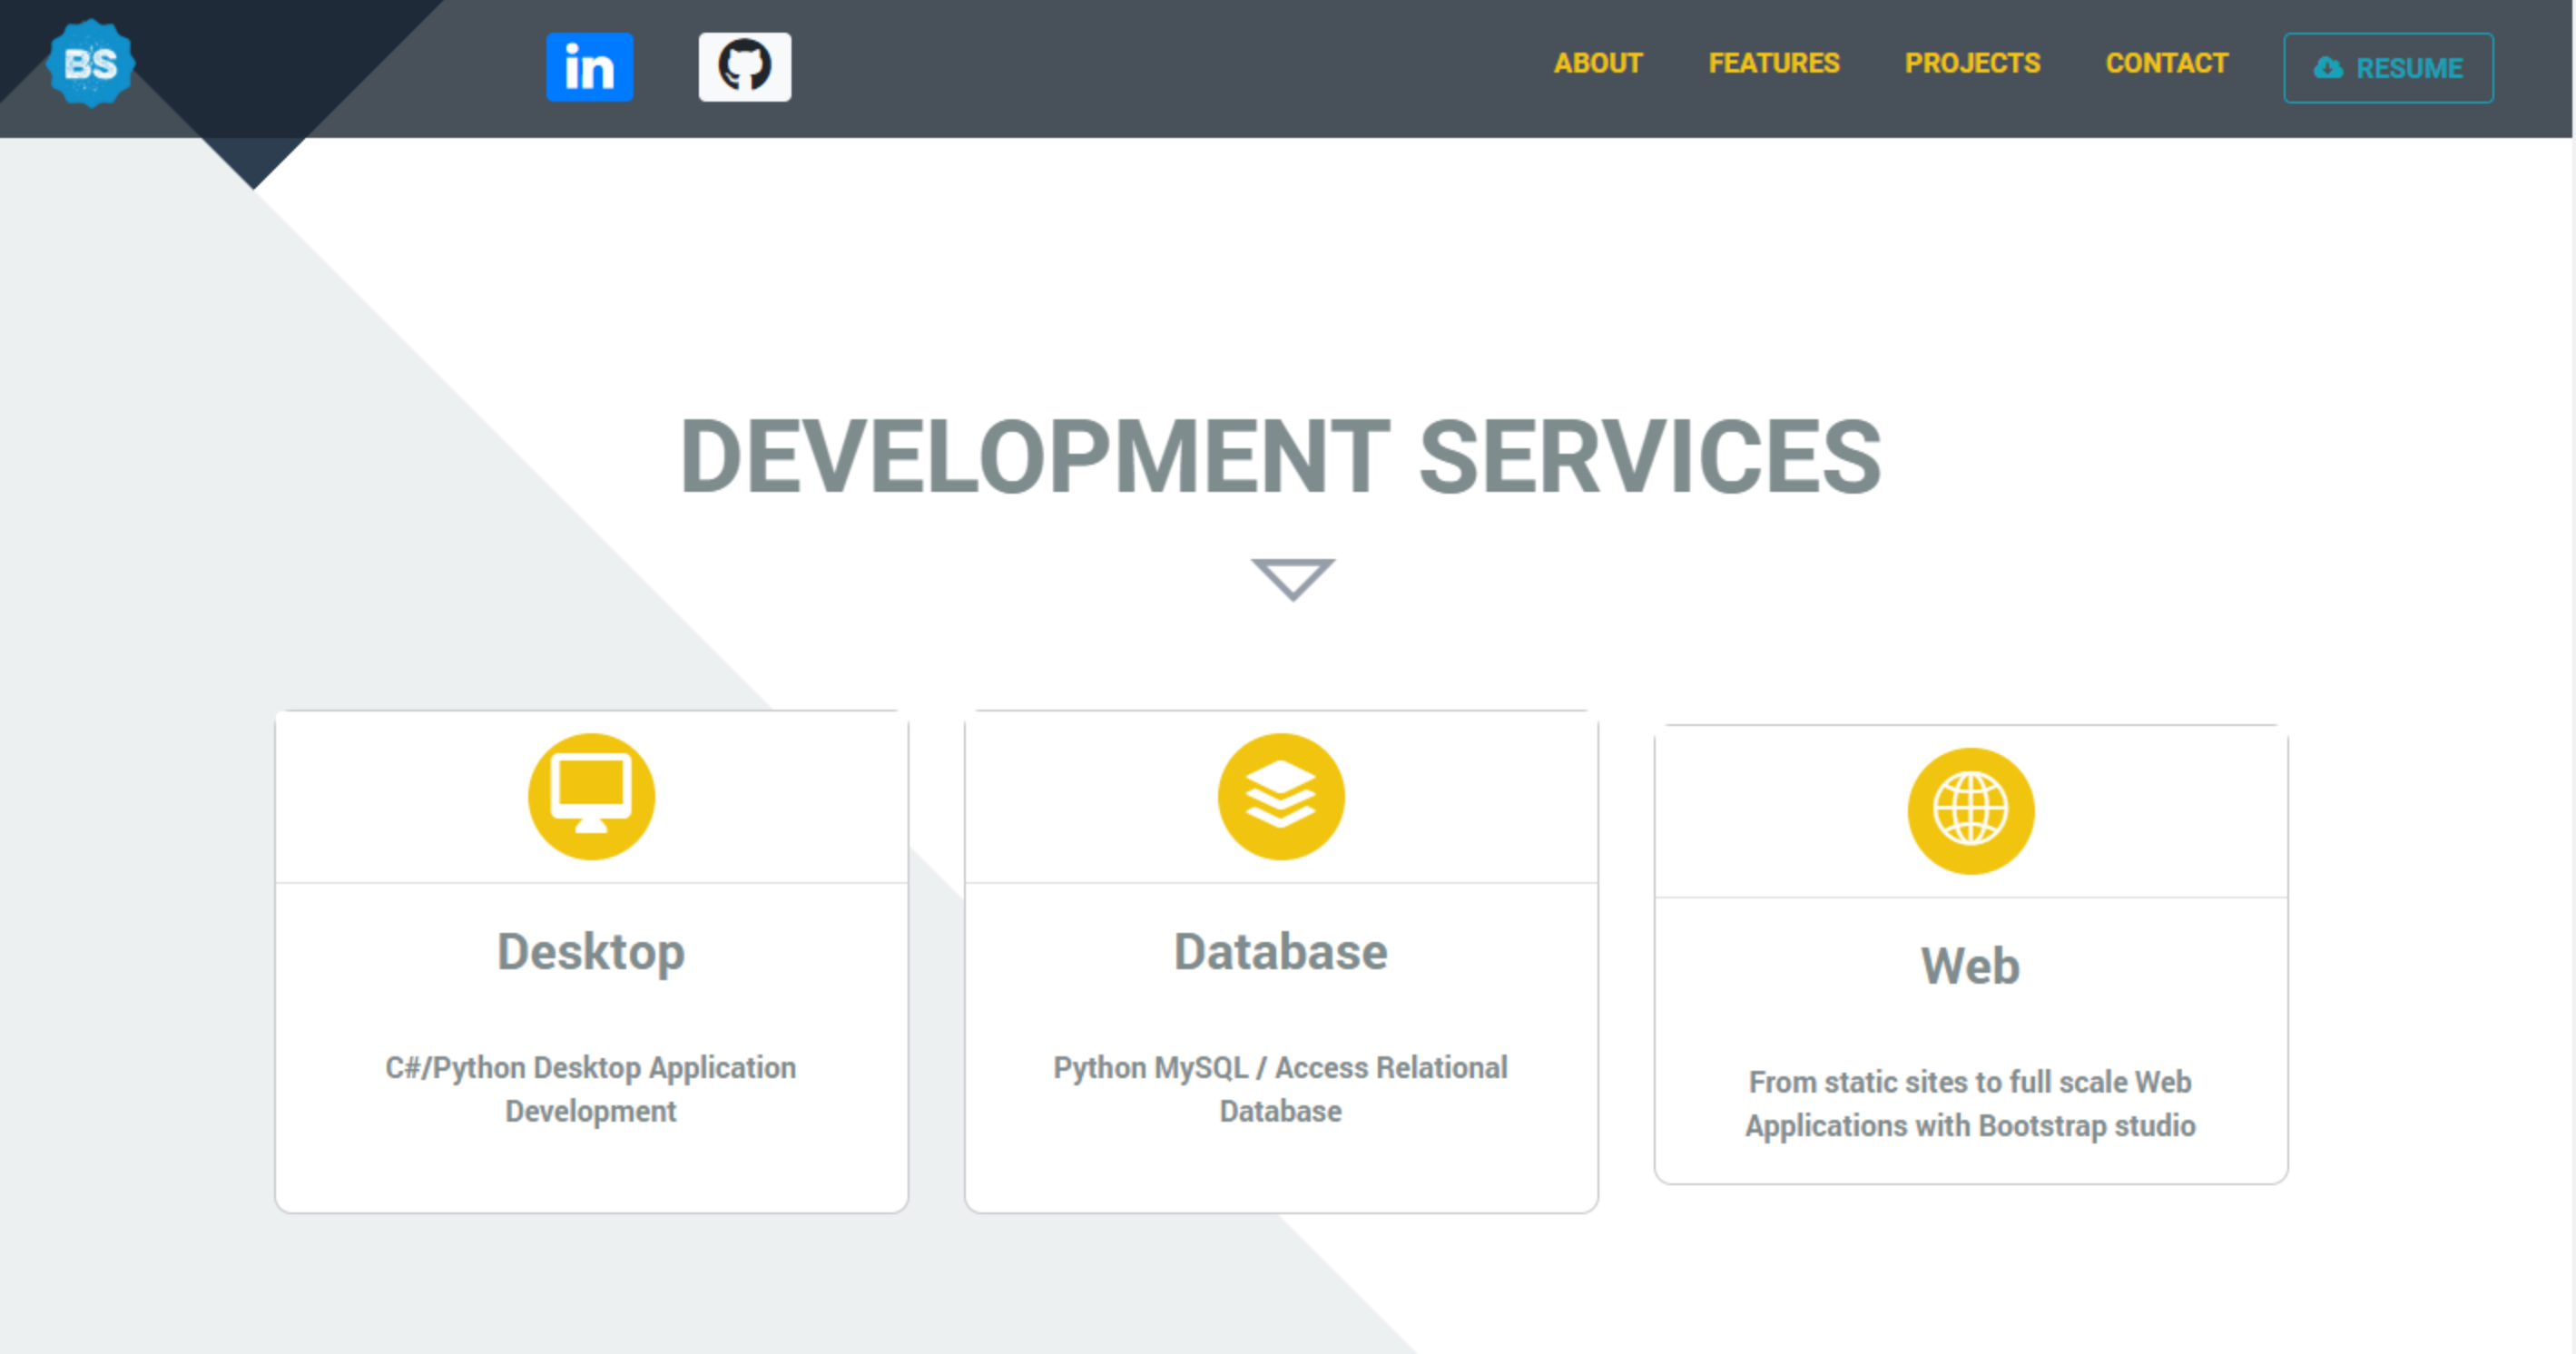 BS
in
ABOUT FEATURES PROJECTS CONTACT RESUME
DEVELOPMENT SERVICES
Desktop
C#/Python Desktop Application
Development
Database
Python MySQL / Access Relational
Database
Web
From static sites to full scale Web
Applications with Bootstrap studio